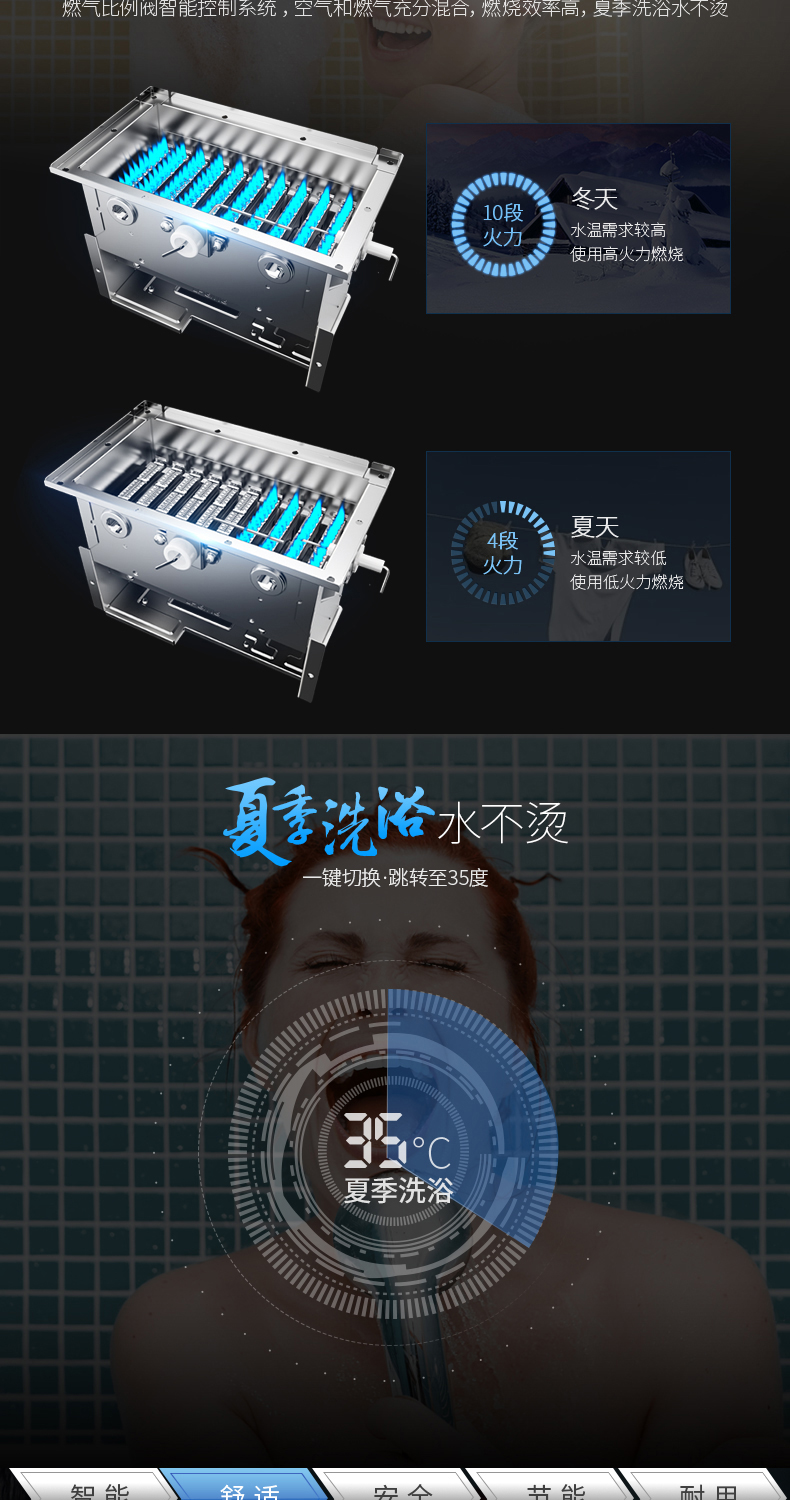 燃气比例阀智能控制系统，空气和燃气充分混合，燃烧效率高，夏季洗浴水不烫
10段
火力
冬天
水温需求较高
使用高火力燃烧
4段
火力
夏天
水温需求较低
使用低火力燃烧
夏季洗浴水不烫
一键切换·跳转至35度
35°C
夏季洗浴
智能
舒适
安全
节能
耐用